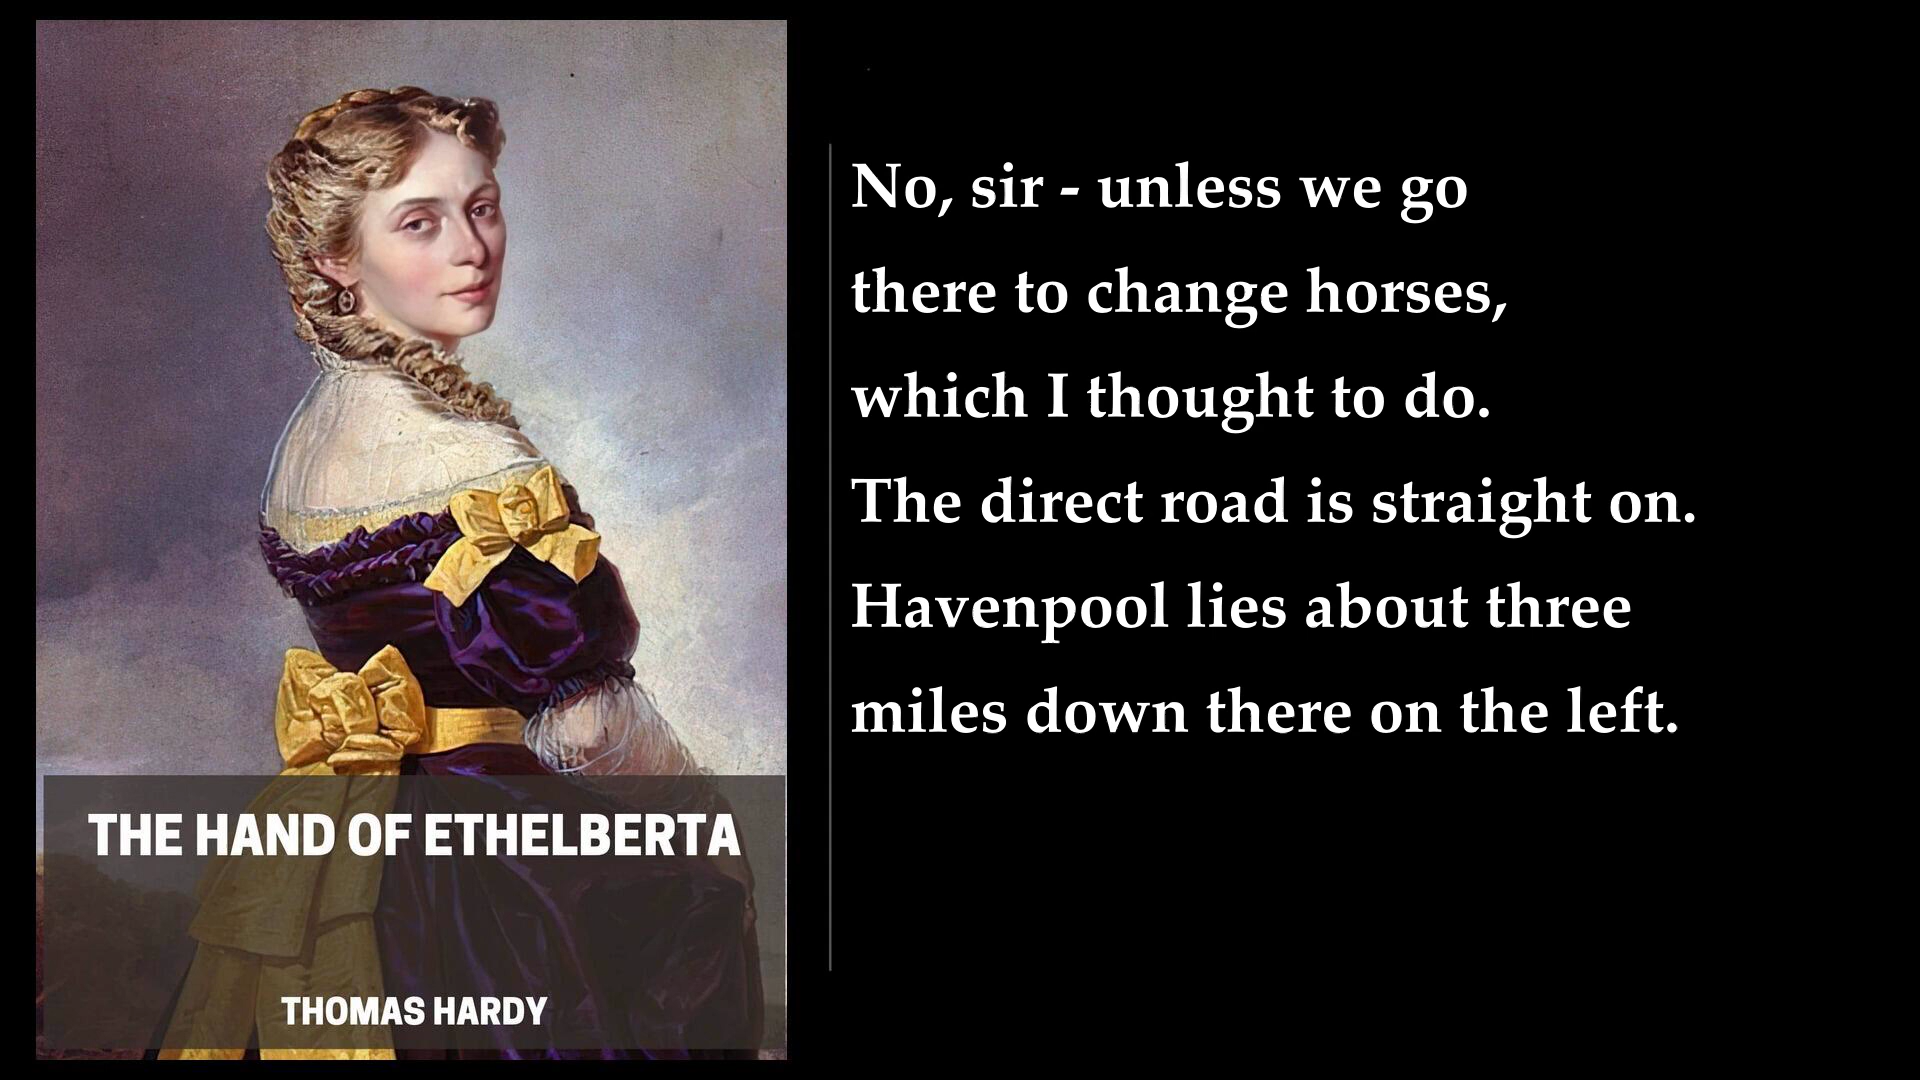 THE HAND OF ETHELBERTA
THOMAS HARDY
No, sir - unless we go
there to change horses,
which I thought to do.
The direct road is straight on.
Havenpool lies about three
miles down there on the left.